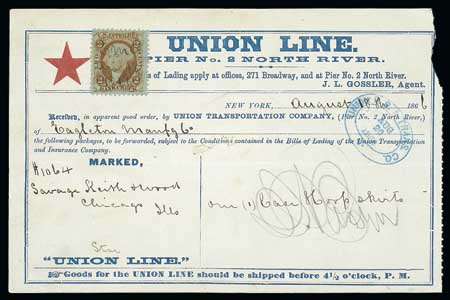 UNION LINE.
PIER No. 2 NORTH RIVER.
of Lading apply at offices, 271 Broadway, and at Pier No. 2 North River.
J. L. GOSSLER, Agent.
NEW YORK, August 18th 186
Received, in apparent good order, by UNION TRANSPORTATION COMPANY, (Pier No. 2, North River,)
of Eagleton Manfg Co.
the following packages, to be forwarded, subject to the Conditions contained in the Bills of Lading of the Union Transportation
and Insurance Company.
MARKED,
#1064
Savage Keith & Wood
Chicago Ills
one (1) Case Hoop skirts
Star
"UNION LINE."
Goods for the UNION LINE should be shipped before 4½ o'clock, P. M.